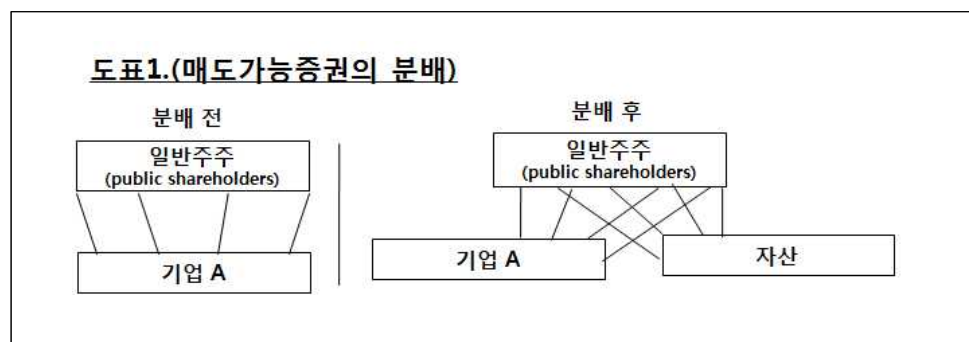 도표1.(매도가능증권의 분배)
분배 전
일반주주
(public shareholders)
기업 A
분배 후
일반주주
(public shareholders)
기업 A
자산